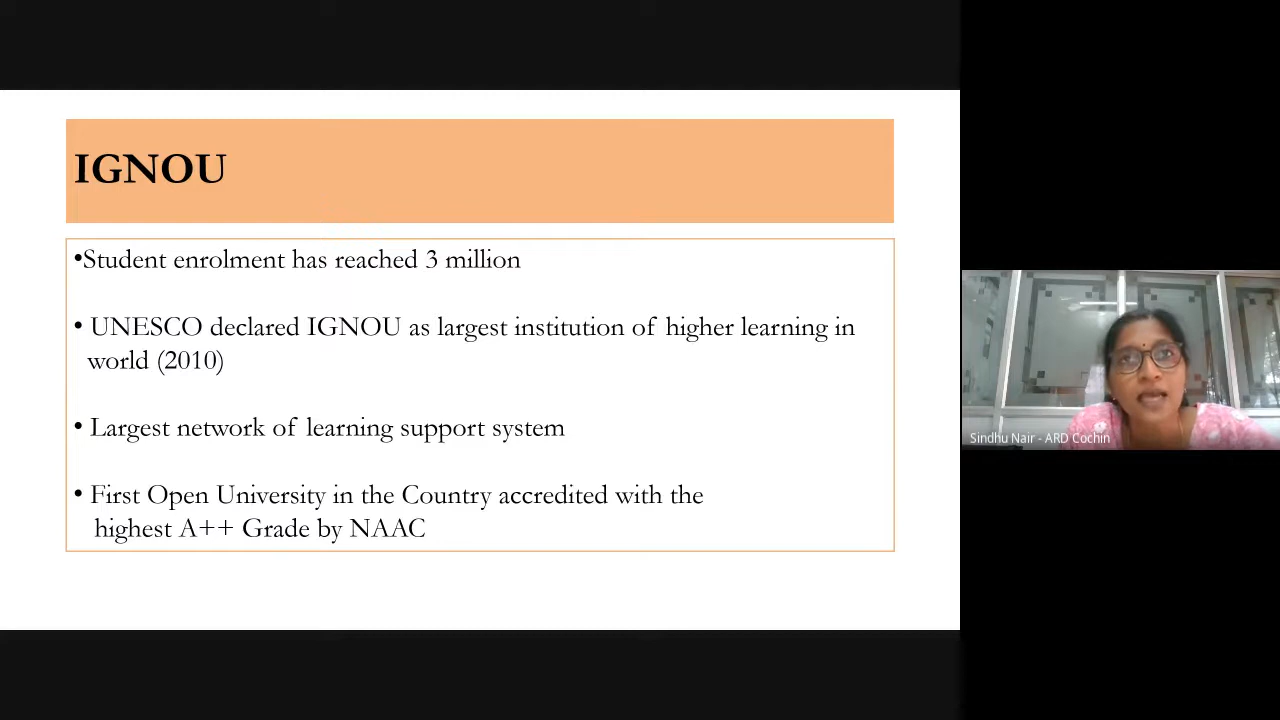 IGNOU
•Student enrolment has reached 3 million
• UNESCO declared IGNOU as largest institution of higher learning in
world (2010)
• Largest network of learning support system
• First Open University in the Country accredited with the
highest A++ Grade by NAAC
Sindhu Nair - ARD Cochin